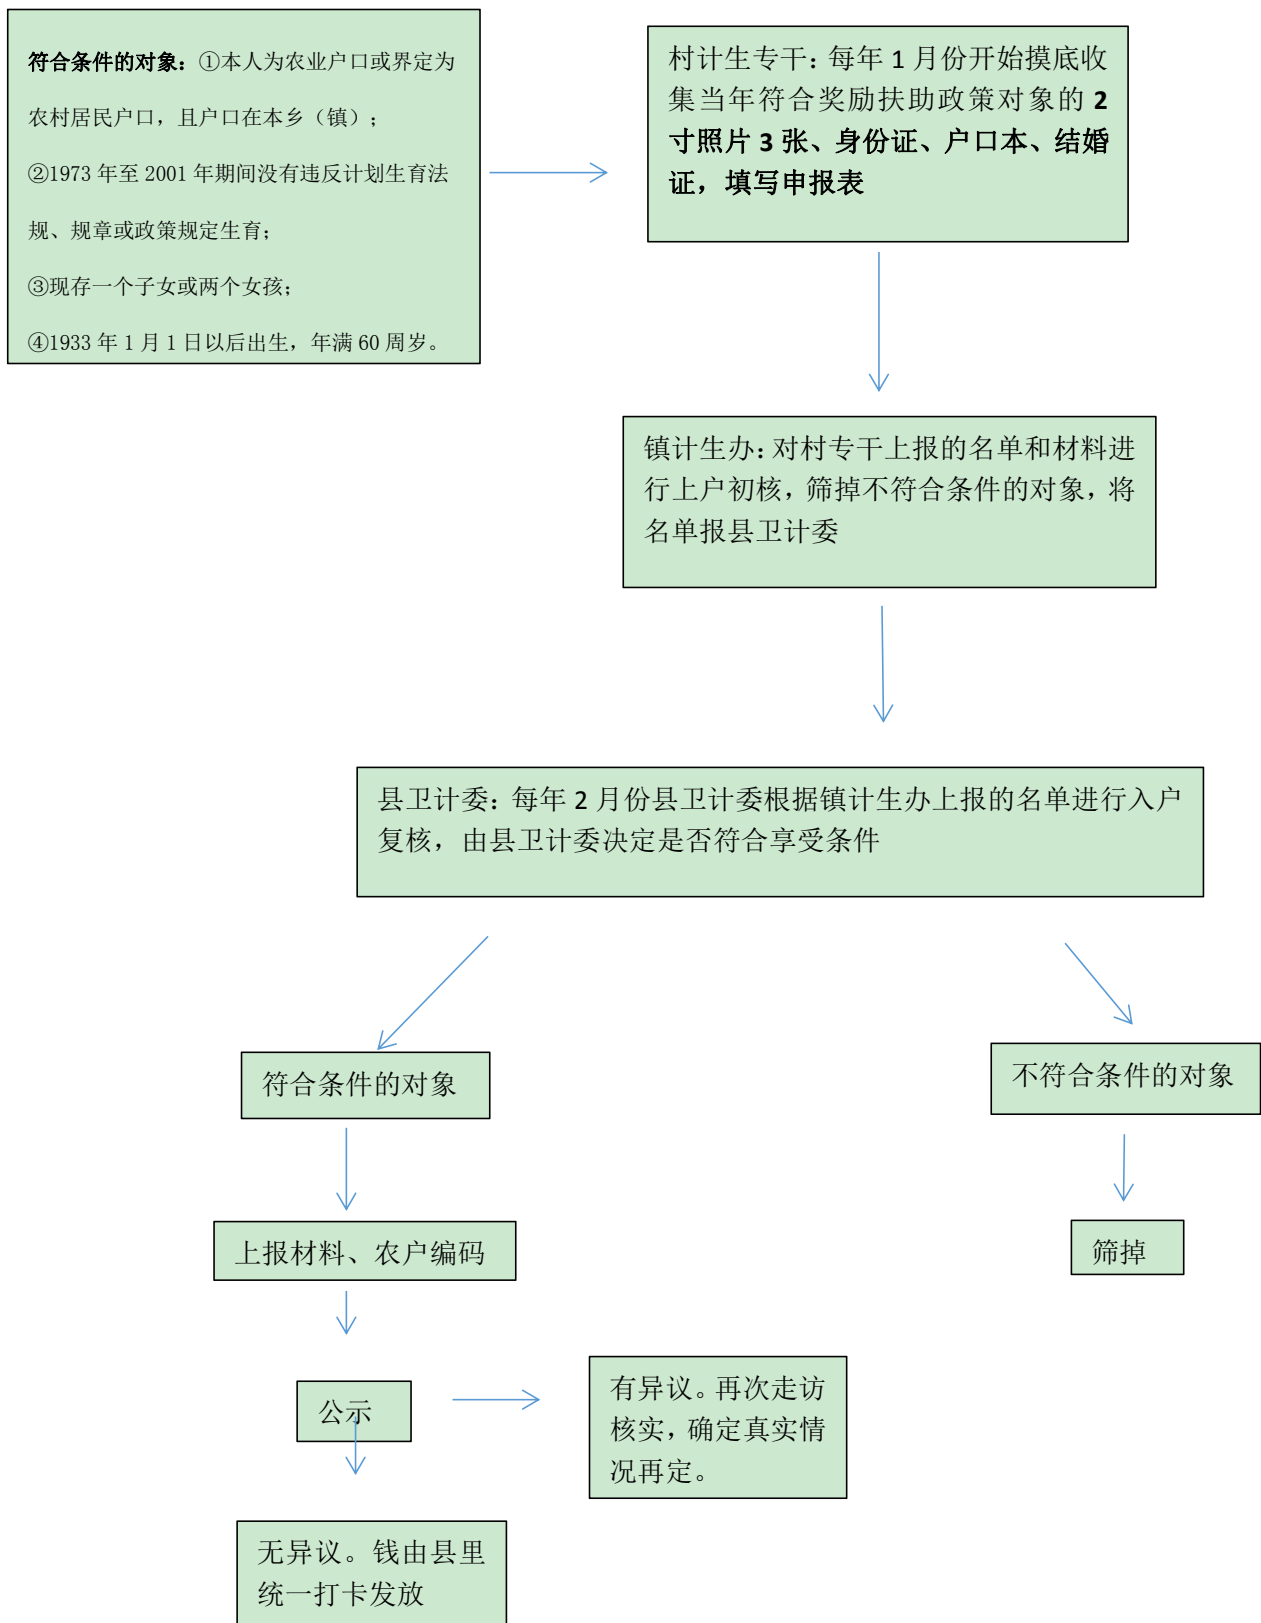 符合条件的对象：①本人为农业户口或界定为
农村居民户口，且户口在本乡（镇）；
②1973 年至 2001 年期间没有违反计划生育法
规、规章或政策规定生育；
③现存一个子女或两个女孩；
④1933 年 1 月 1 日以后出生，年满 60 周岁。
村计生专干：每年 1 月份开始摸底收
集当年符合奖励扶助政策对象的 2
寸照片 3 张、身份证、户口本、结婚
证，填写申报表
镇计生办：对村专干上报的名单和材料进
行上户初核，筛掉不符合条件的对象，将
名单报县卫计委
县卫计委：每年 2 月份县卫计委根据镇计生办上报的名单进行入户
复核，由县卫计委决定是否符合享受条件
符合条件的对象
不符合条件的对象
上报材料、农户编码
筛掉
公示
有异议。再次走访
核实，确定真实情
况再定。
无异议。钱由县里
统一打卡发放